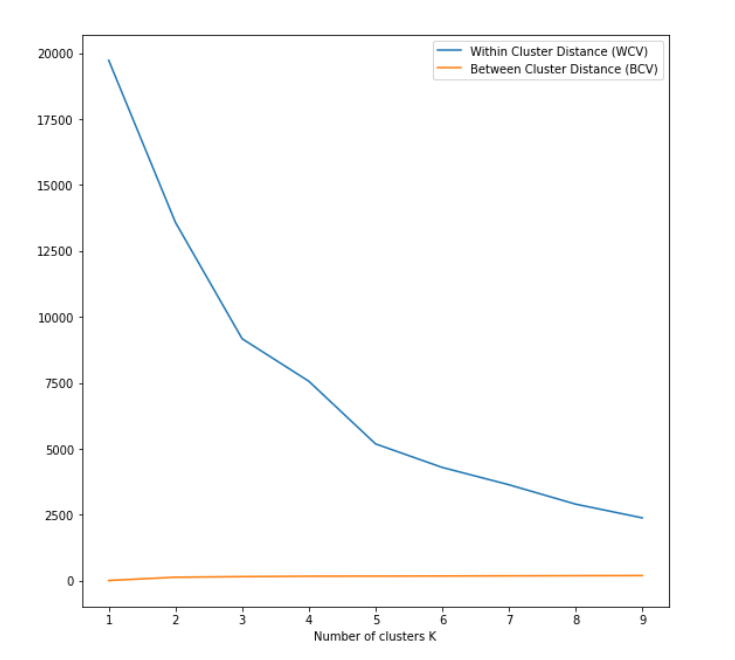 Within Cluster Distance (WCV)
Between Cluster Distance (BCV)
20000
17500
15000
12500
10000
7500
5000
2500
0
1 2 3 4 5 6 7 8 9
Number of clusters K